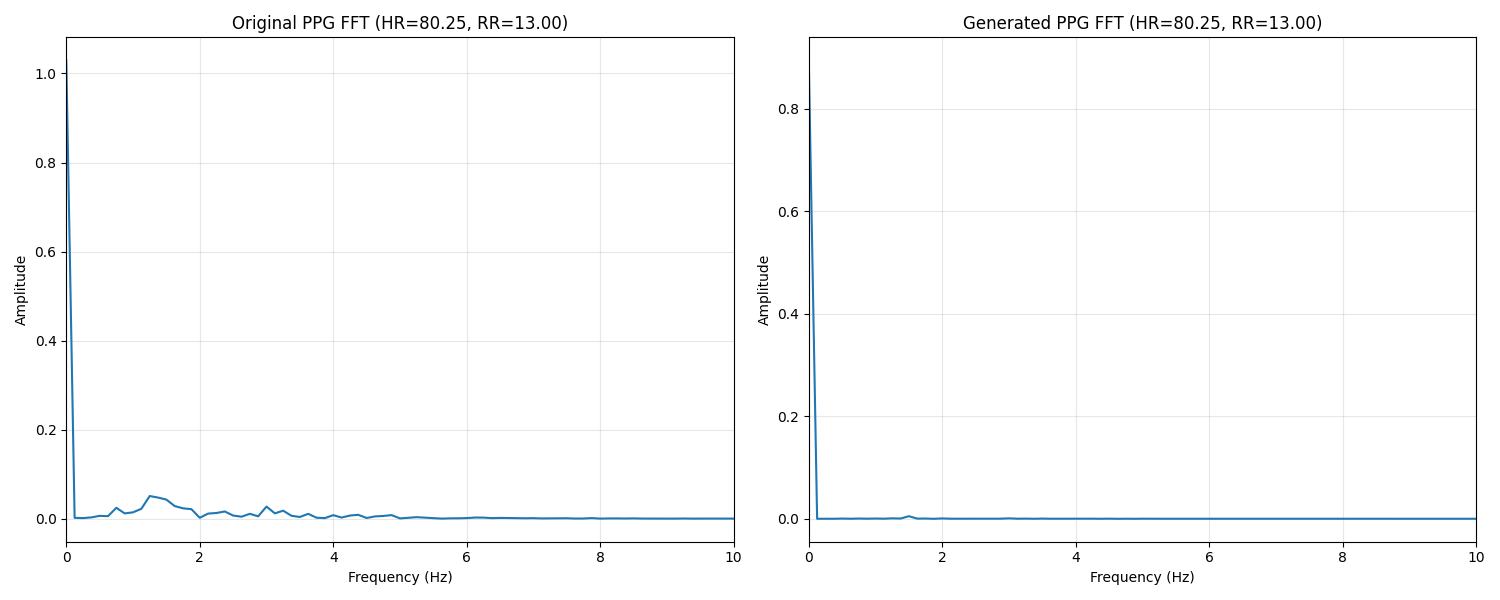 Original PPG FFT (HR=80.25, RR=13.00)
1.0
0.8
0.6
0.4
0.2
0.0
Amplitude
0 2 4 6 8 10
Frequency (Hz)
Generated PPG FFT (HR=80.25, RR=13.00)
0.8
0.6
0.4
0.2
0.0
Amplitude
0 2 4 6 8 10
Frequency (Hz)